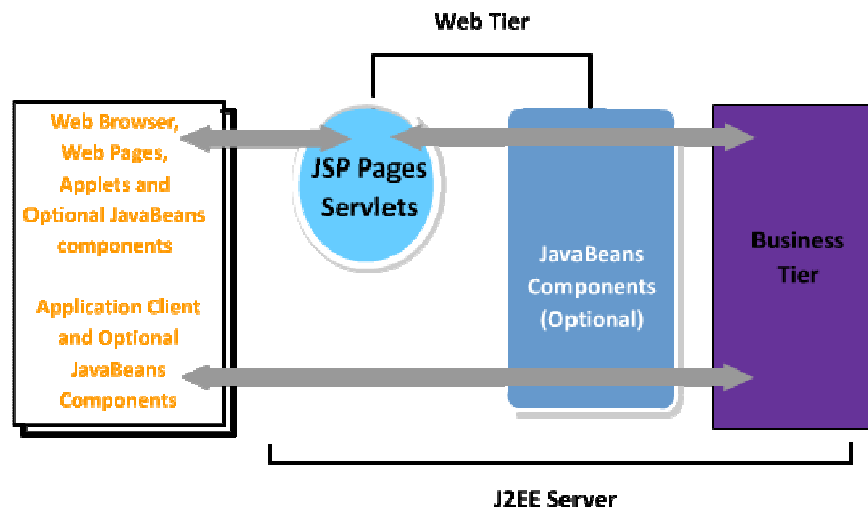 Web Tier
Web Browser,
Web Pages,
Applets and
Optional JavaBeans
components
Application Client
and Optional
JavaBeans
Components
JSP Pages
Servlets
JavaBeans
Components
(Optional)
Business
Tier
J2EE Server